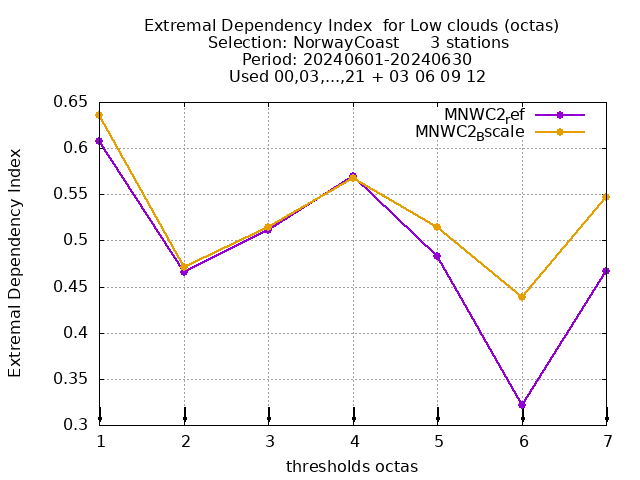 Extremal Dependency Index  for Low clouds (octas)
Selection: NorwayCoast      3 stations
Period: 20240601-20240630
Used 00,03,...,21 + 03 06 09 12
MNWC2ref
MNWC2Bscale
Extremal Dependency Index
0.65
0.6
0.55
0.5
0.45
0.4
0.35
0.3
1 2 3 4 5 6 7
thresholds octas